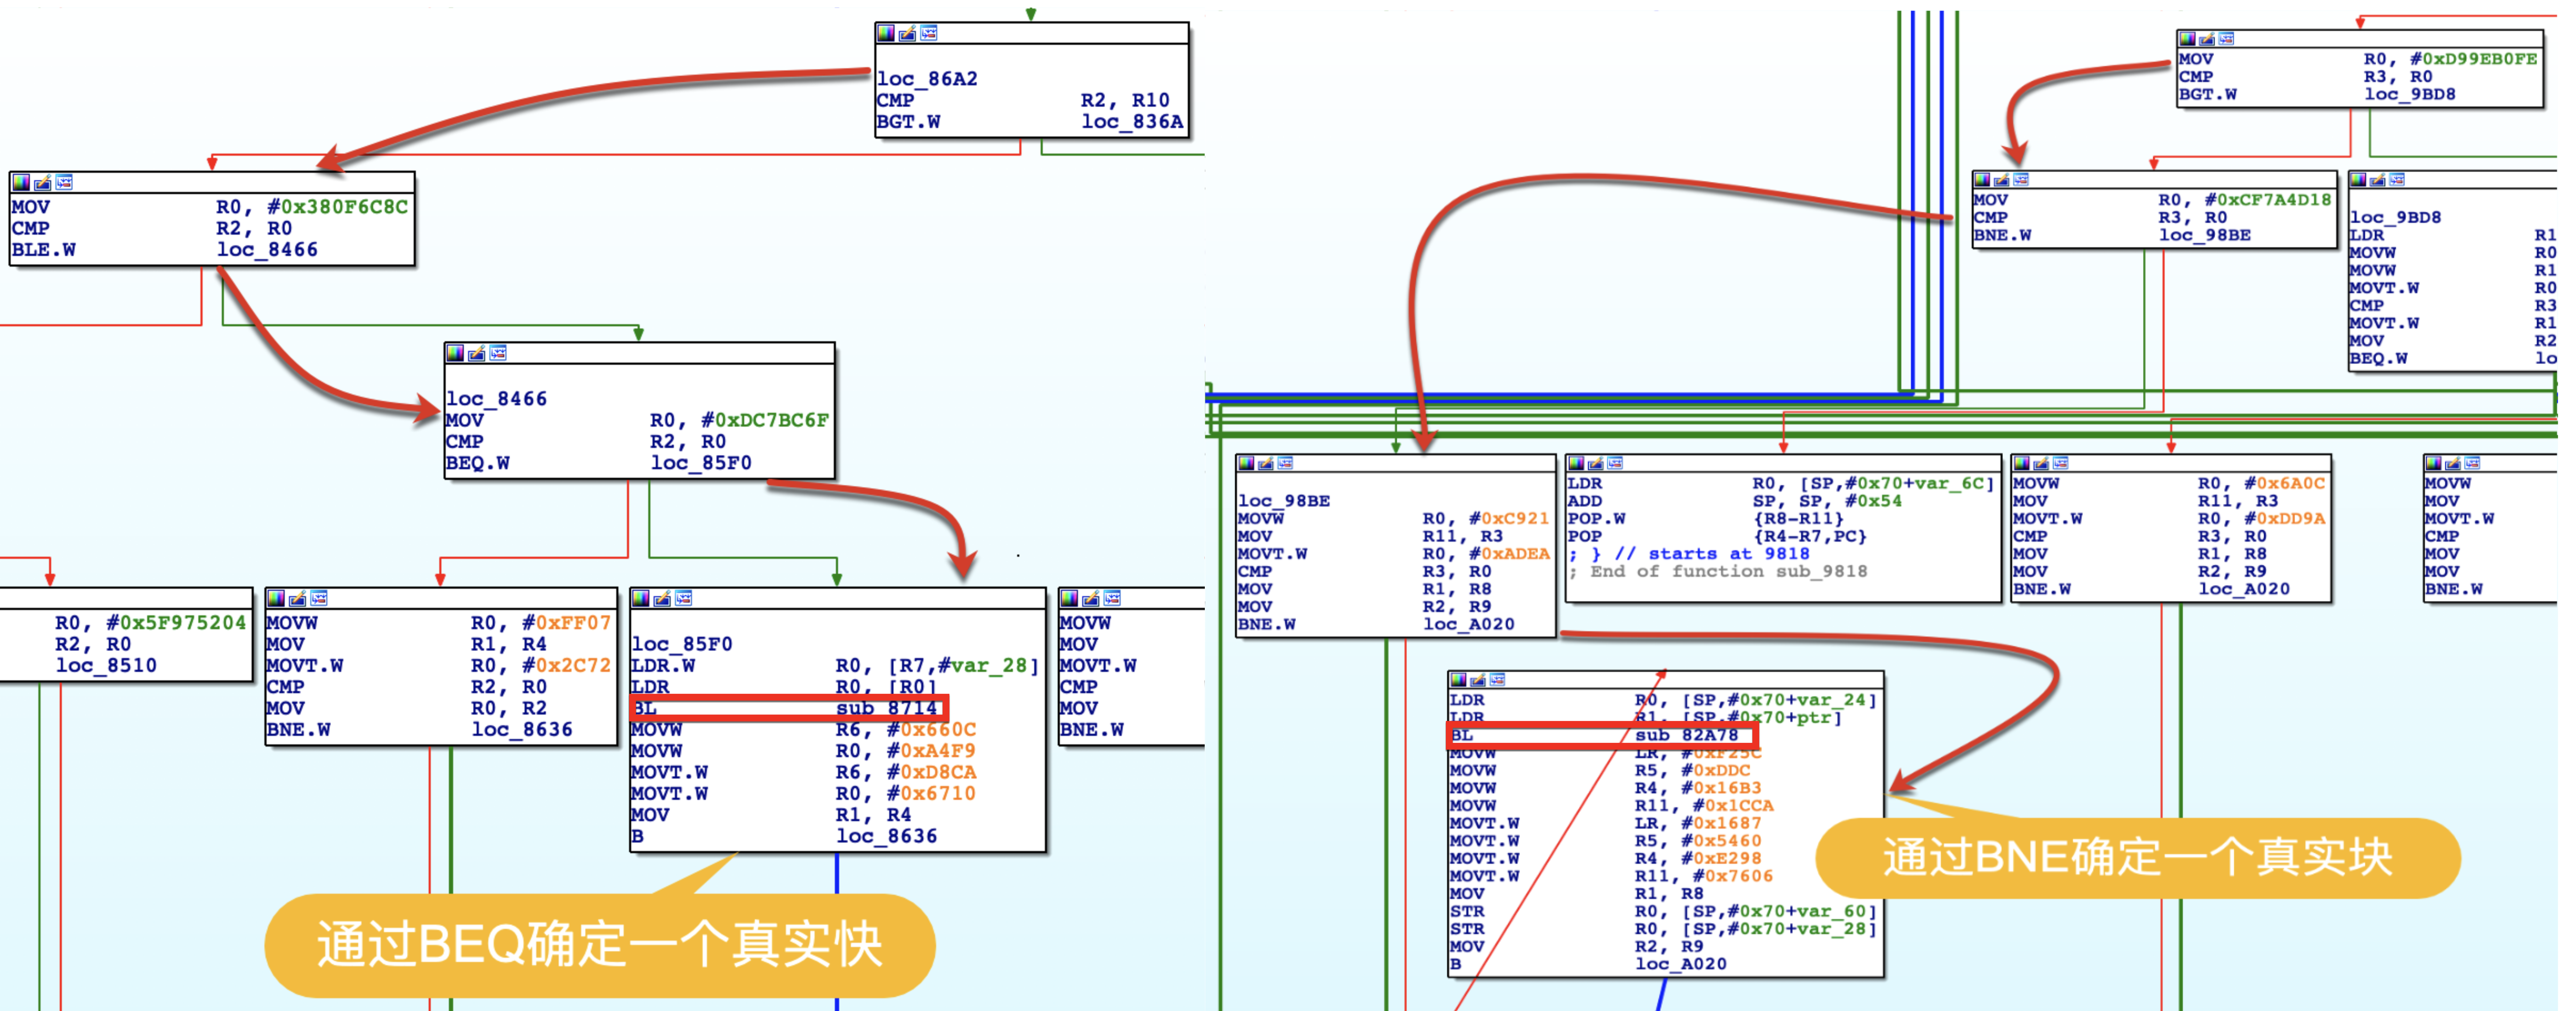 loc_86A2
CMP R2, R10
BGT.W loc_836A
MOV R0, #0x380F6C8C
CMP R2, R0
BLE.W loc_8466
loc_8466
MOV R0, #0xDC7BC6F
CMP R2, R0
BEQ.W loc_85F0
R0, #0x5F975204
R2, R0
loc_8510
MOVW R0, #0xFF07
MOV R1, R4
MOVT.W R0, #0x2C72
CMP R2, R0
MOV R0, R2
BNE.W loc_8636
loc_85F0
LDR.W R0, [R7,#var_28]
LDR R0, [R0]
BL sub_8714
MOVW R6, #0x660C
MOVW R0, #0xA4F9
MOVT.W R6, #0xD8CA
MOVT.W R0, #0x6710
MOV R1, R4
B loc_8636
MOVW
MOV
MOVT.W
CMP
MOV
BNE.W
通过BEQ确定一个真实快
MOV R0, #0xD99EB0FE
CMP R3, R0
BGT.W loc_9BD8
MOV R0, #0xCF7A4D18
CMP R3, R0
BNE.W loc_98BE
loc_9BD8
LDR R1
MOVW R0
MOVW R1
MOVT.W R0
CMP R3
MOVT.W R1
MOV R2
BEQ.W lo
loc_98BE
MOVW R0, #0xC921
MOV R11, R3
MOVT.W R0, #0xADEA
CMP R3, R0
MOV R1, R8
MOV R2, R9
BNE.W loc_A020
LDR R0, [SP,#0x70+var_6C]
ADD SP, SP, #0x54
POP.W {R8-R11}
POP {R4-R7,PC}
; } // starts at 9818
; End of function sub_9818
MOVW R0, #0x6A0C
MOV R11, R3
MOVT.W R0, #0xDD9A
CMP R3, R0
MOV R1, R8
MOV R2, R9
BNE.W loc_A020
MOVW
MOV
MOVT.W
CMP
MOV
MOV
BNE.W
LDR R0, [SP,#0x70+var_24]
LDR R1, [SP,#0x70+ptr]
BL sub_82A78
MOVW LR, #0xF25C
MOVW R5, #0xDDC
MOVW R4, #0x16B3
MOVW R11, #0x1CCA
MOVT.W LR, #0x1687
MOVT.W R5, #0x5460
MOVT.W R4, #0xE298
MOVT.W R11, #0x7606
MOV R1, R8
STR R0, [SP,#0x70+var_60]
STR R0, [SP,#0x70+var_28]
MOV R2, R9
B loc_A020
通过BNE确定一个真实块